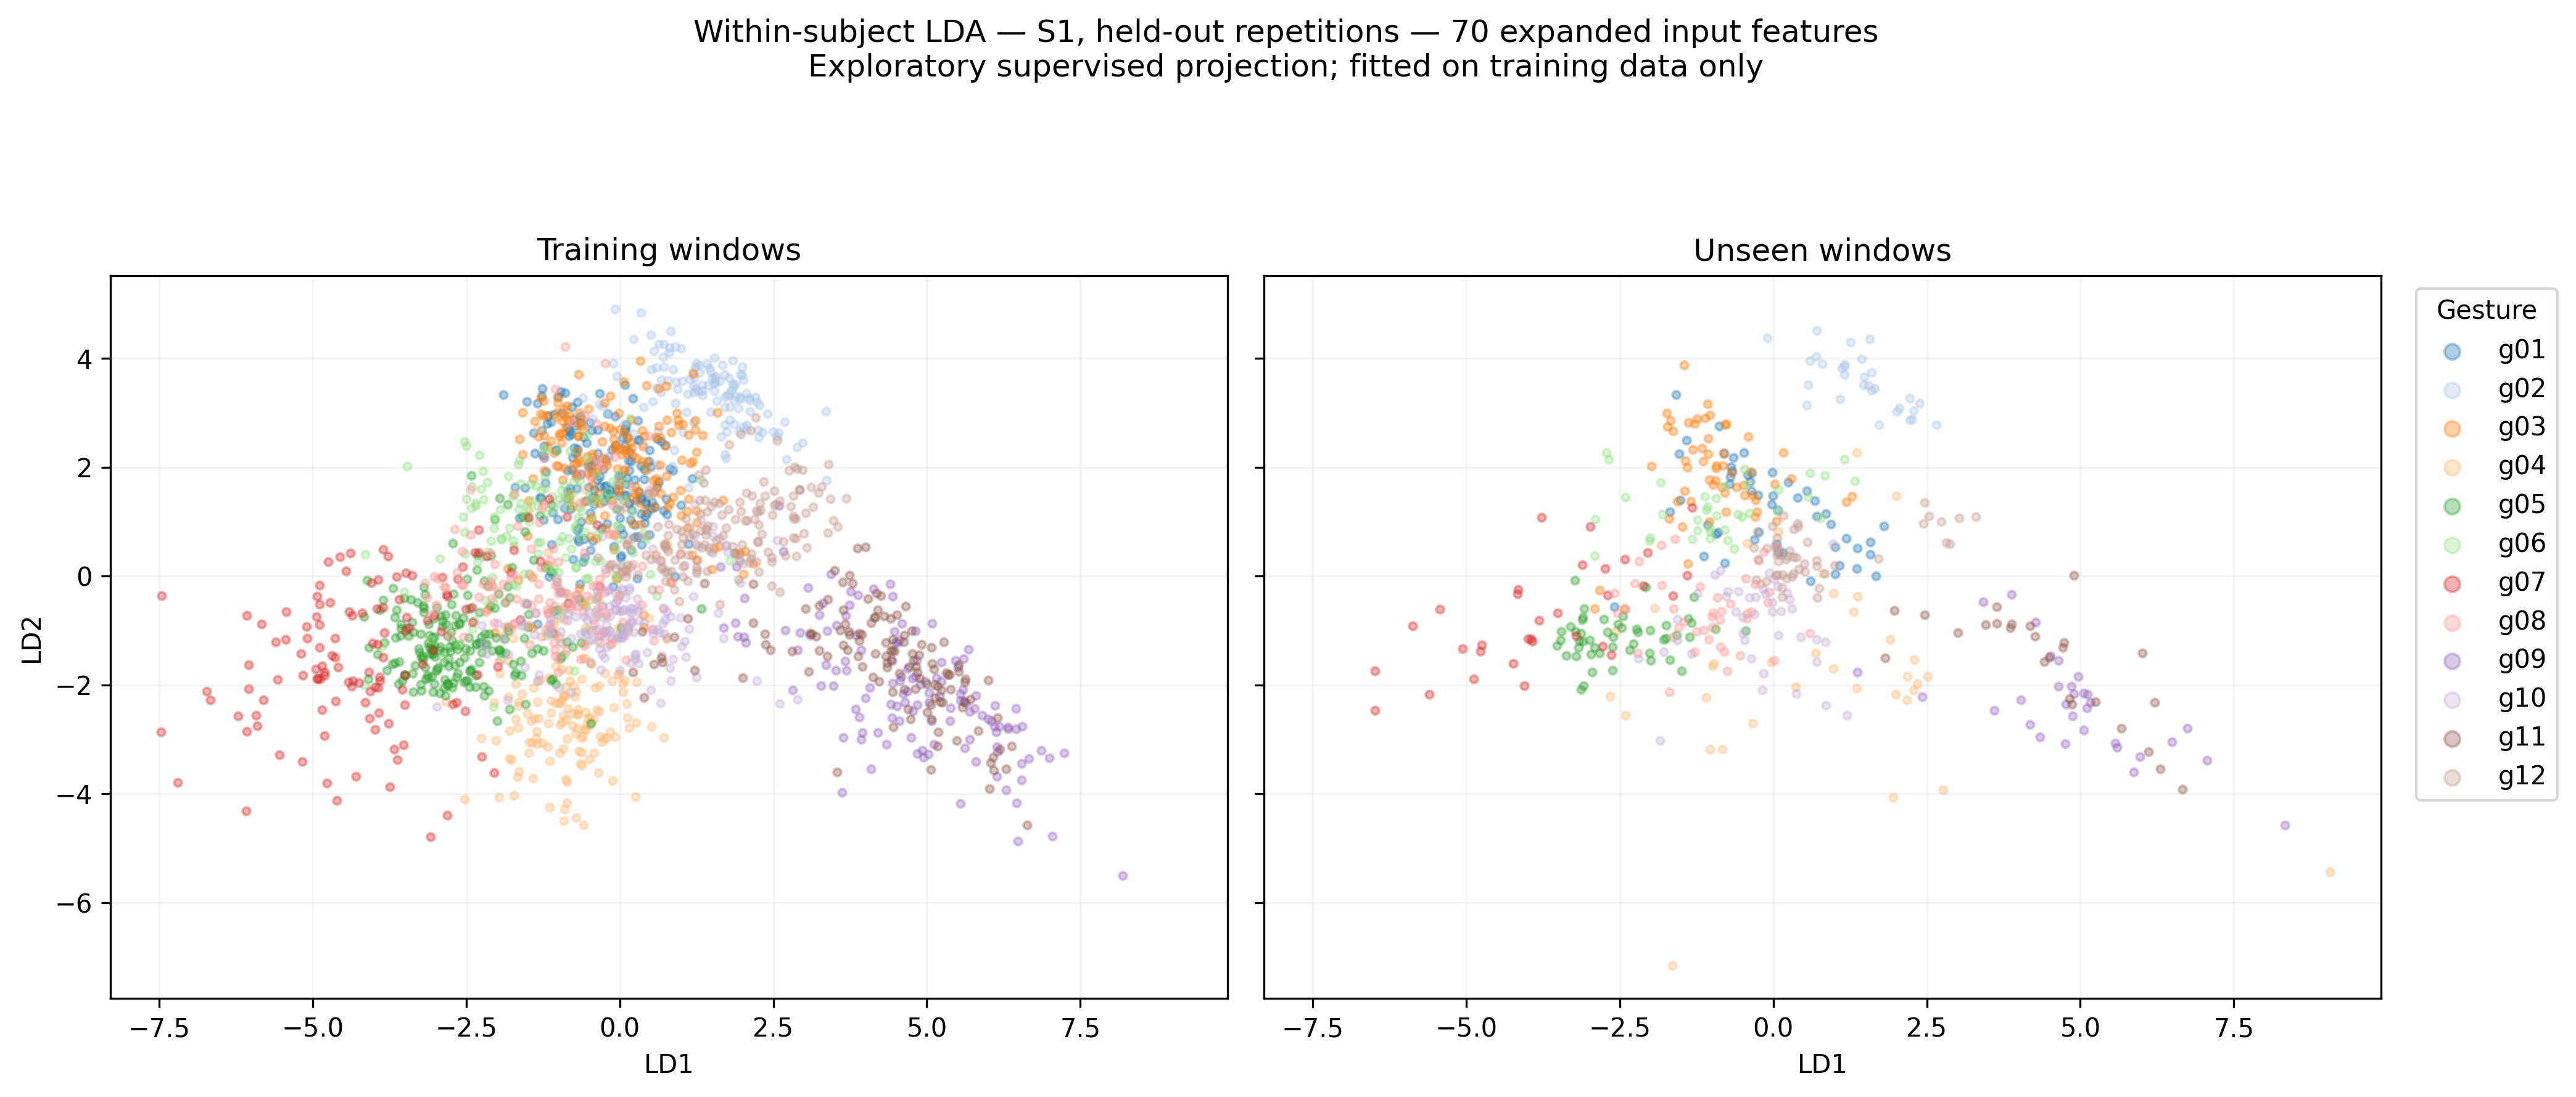 Within-subject LDA — S1, held-out repetitions — 70 expanded input features
Exploratory supervised projection; fitted on training data only
Training windows
Unseen windows
LD2
4
2
0
−2
−4
−6
−7.5
−5.0
−2.5
0.0
2.5
5.0
7.5
LD1
−7.5
−5.0
−2.5
0.0
2.5
5.0
7.5
LD1
Gesture
g01
g02
g03
g04
g05
g06
g07
g08
g09
g10
g11
g12